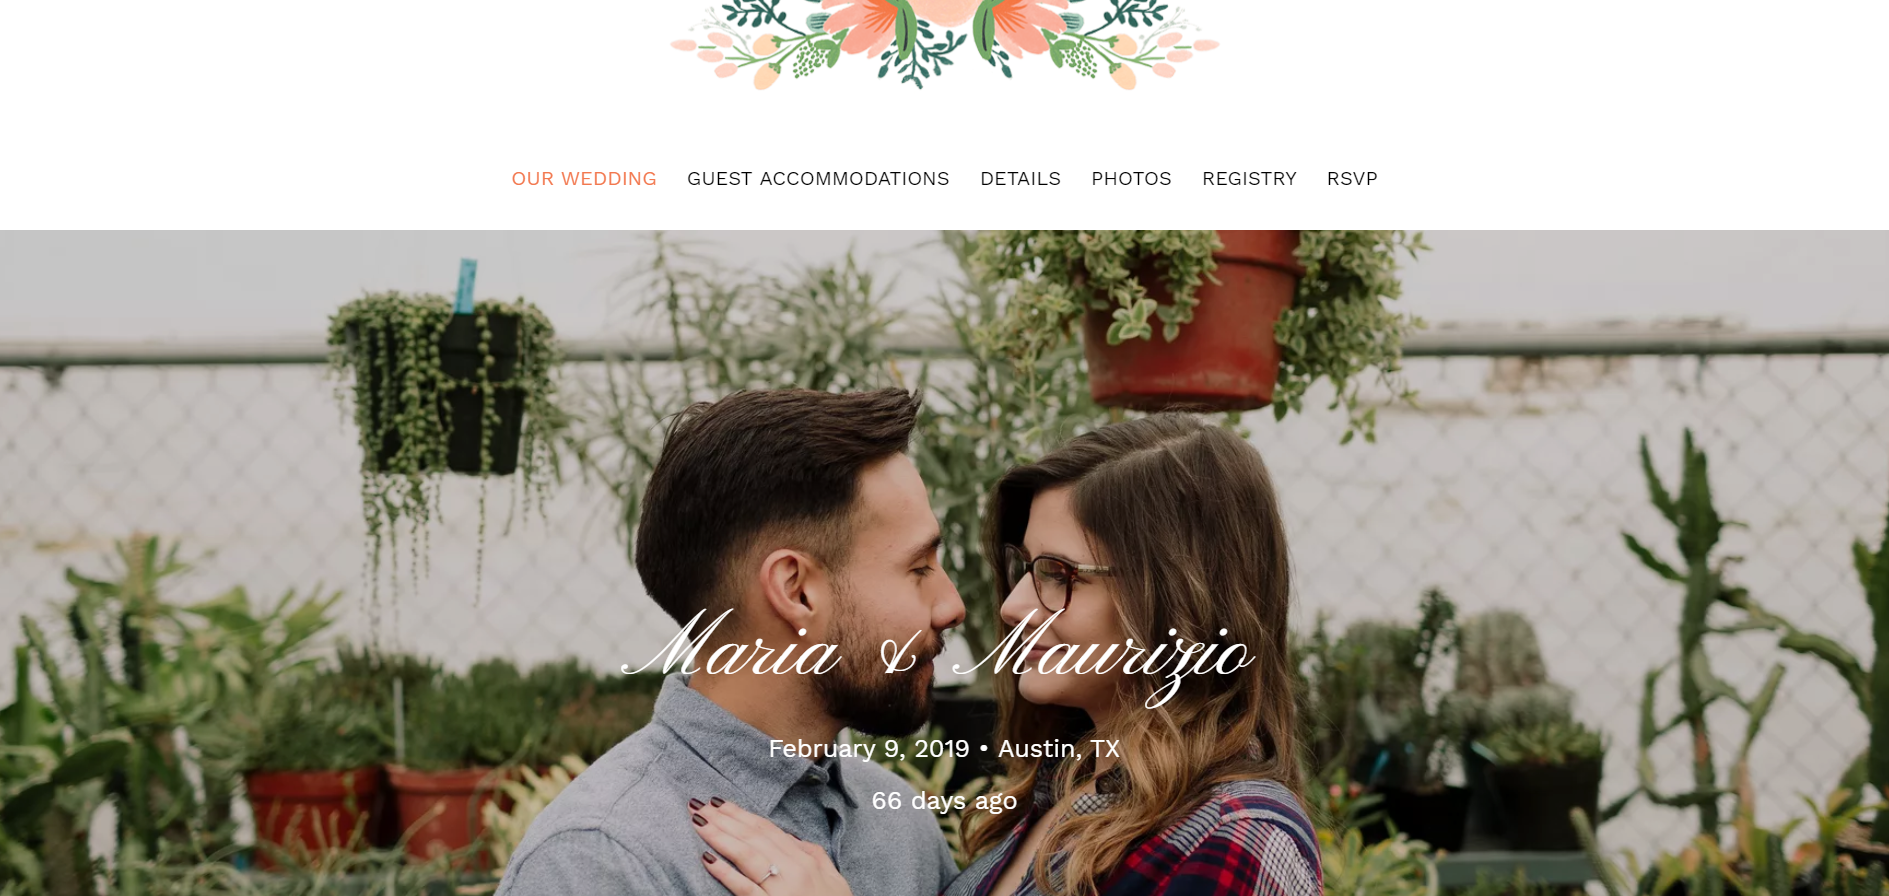 OUR WEDDING GUEST ACCOMMODATIONS DETAILS PHOTOS REGISTRY RSVP
Maria & Maurizio
February 9, 2019 • Austin, TX
66 days ago